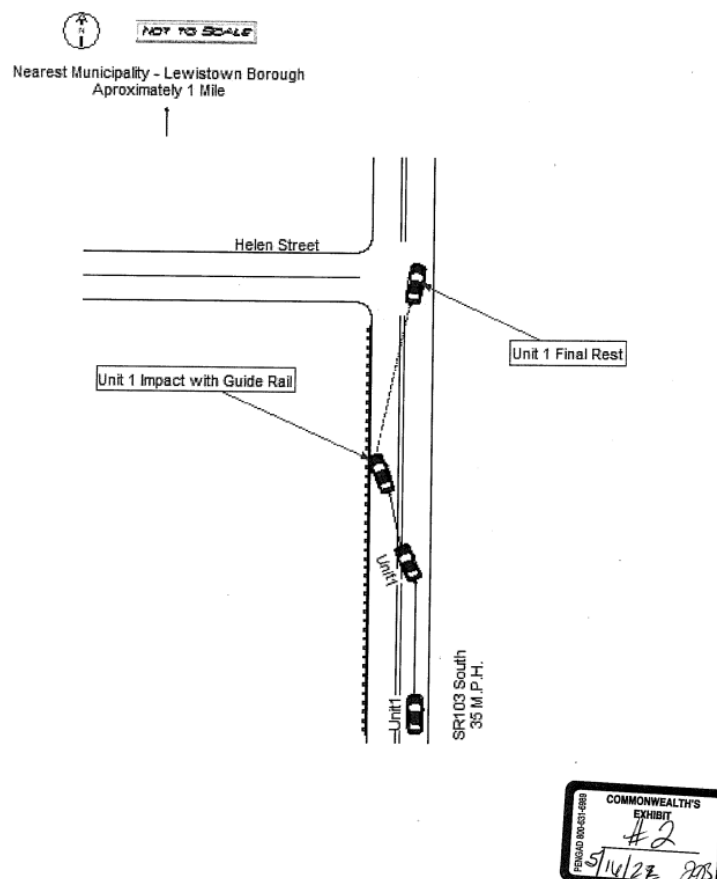 N
NOT TO SCALE
Nearest Municipality - Lewistown Borough
Aproximately 1 Mile
Helen Street
Unit 1 Final Rest
Unit 1 Impact with Guide Rail
Unit1
Unit1
SR103 South
35 M.P.H.
PENGAD 800-631-6989
COMMONWEALTH'S
EXHIBIT
#2
5/16/22